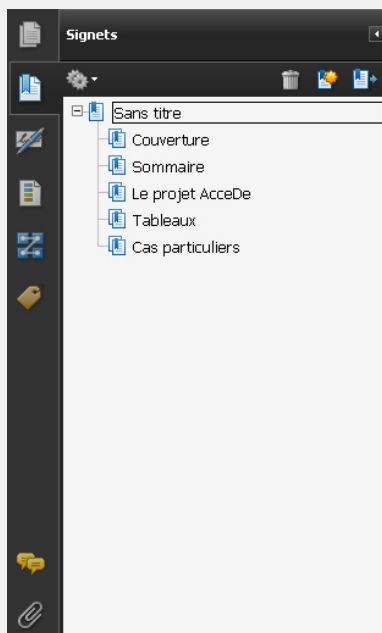 Signets
Sans titre
Couverture
Sommaire
Le projet AcceDe
Tableaux
Cas particuliers